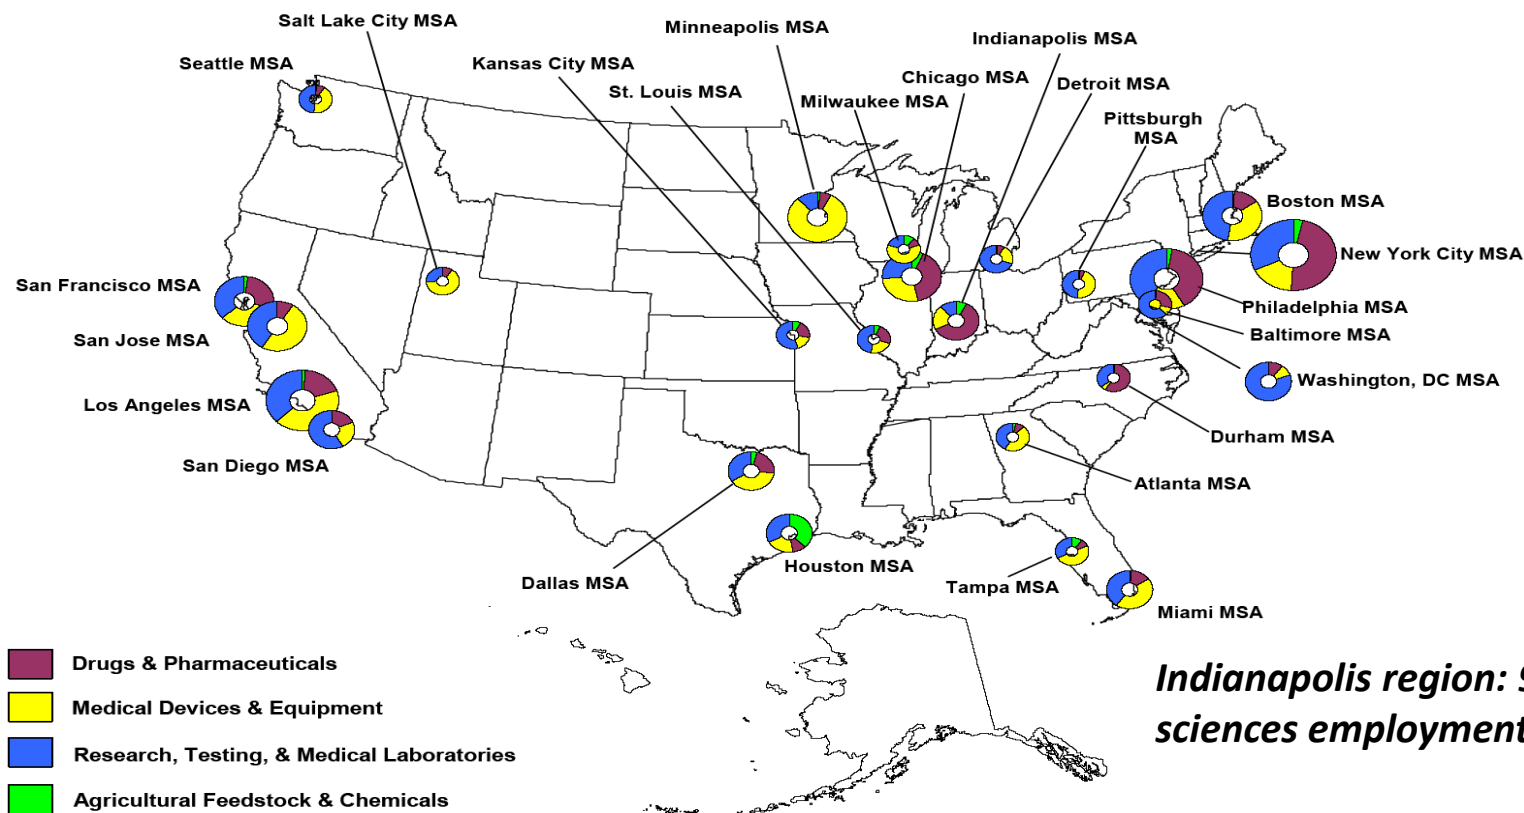 Salt Lake City MSA
Minneapolis MSA
Indianapolis MSA
Seattle MSA
Kansas City MSA
Chicago MSA
St. Louis MSA
Milwaukee MSA
Detroit MSA
Pittsburgh
MSA
Boston MSA
New York City MSA
San Francisco MSA
Philadelphia MSA
Baltimore MSA
San Jose MSA
Washington, DC MSA
Los Angeles MSA
Durham MSA
San Diego MSA
Atlanta MSA
Houston MSA
Dallas MSA
Tampa MSA
Miami MSA
Drugs & Pharmaceuticals
Medical Devices & Equipment
Research, Testing, & Medical Laboratories
Agricultural Feedstock & Chemicals
Indianapolis region:
sciences employment